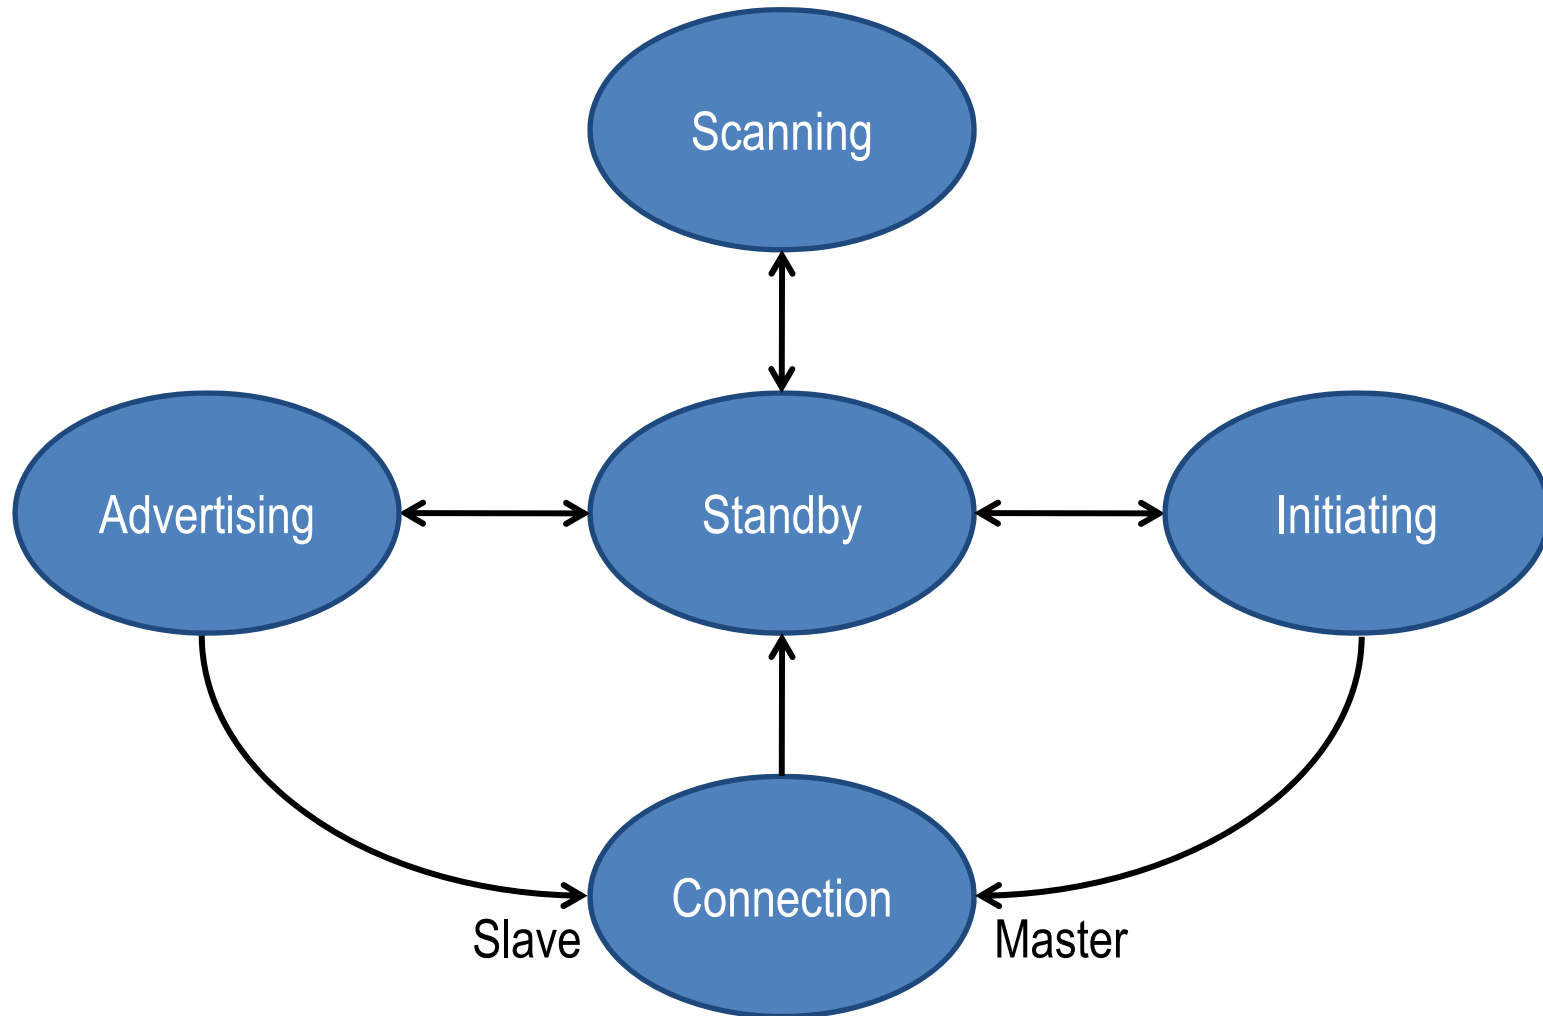 Scanning
Advertising
Standby
Initiating
Connection
Slave
Master